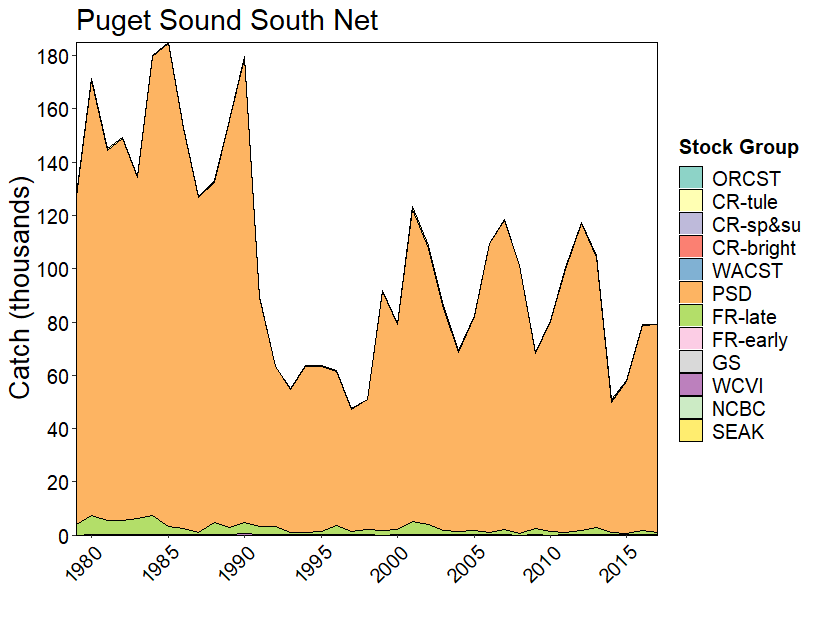 Puget Sound South Net
Catch (thousands)
180
160
140
120
100
80
60
40
20
0
1980
1985
1990
1995
2000
2005
2010
2015
Stock Group
ORCST
CR-tule
CR-sp&su
CR-bright
WACST
PSD
FR-late
FR-early
GS
WCVI
NCBC
SEAK